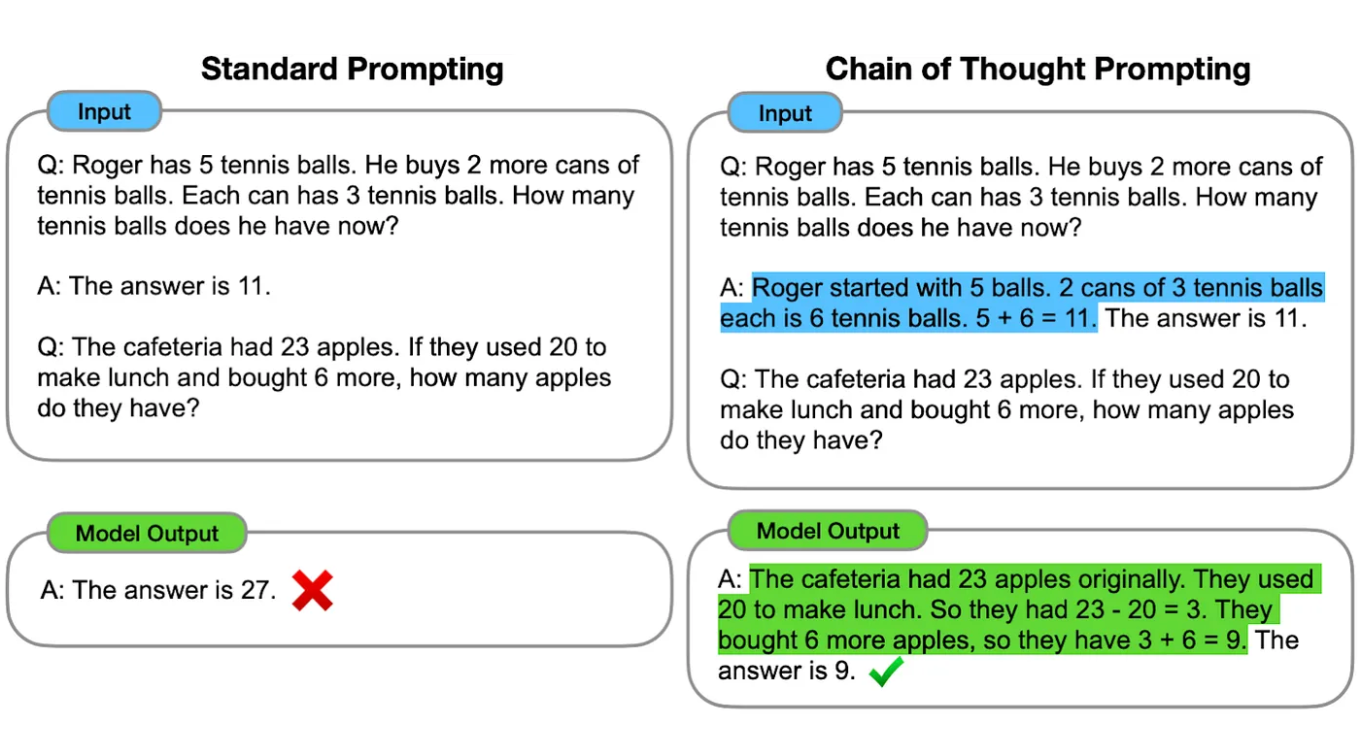 Standard Prompting
Input
Q: Roger has 5 tennis balls. He buys 2 more cans of
tennis balls. Each can has 3 tennis balls. How many
tennis balls does he have now?
A: The answer is 11.
Q: The cafeteria had 23 apples. If they used 20 to
make lunch and bought 6 more, how many apples
do they have?
Model Output
A: The answer is 27.
Chain of Thought Prompting
Input
Q: Roger has 5 tennis balls. He buys 2 more cans of
tennis balls. Each can has 3 tennis balls. How many
tennis balls does he have now?
A: Roger started with 5 balls. 2 cans of 3 tennis balls
each is 6 tennis balls. 5 + 6 = 11. The answer is 11.
Q: The cafeteria had 23 apples. If they used 20 to
make lunch and bought 6 more, how many apples
do they have?
Model Output
A: The cafeteria had 23 apples originally. They used
20 to make lunch. So they had 23 - 20 = 3. They
bought 6 more apples, so they have 3 + 6 = 9. The
answer is 9.